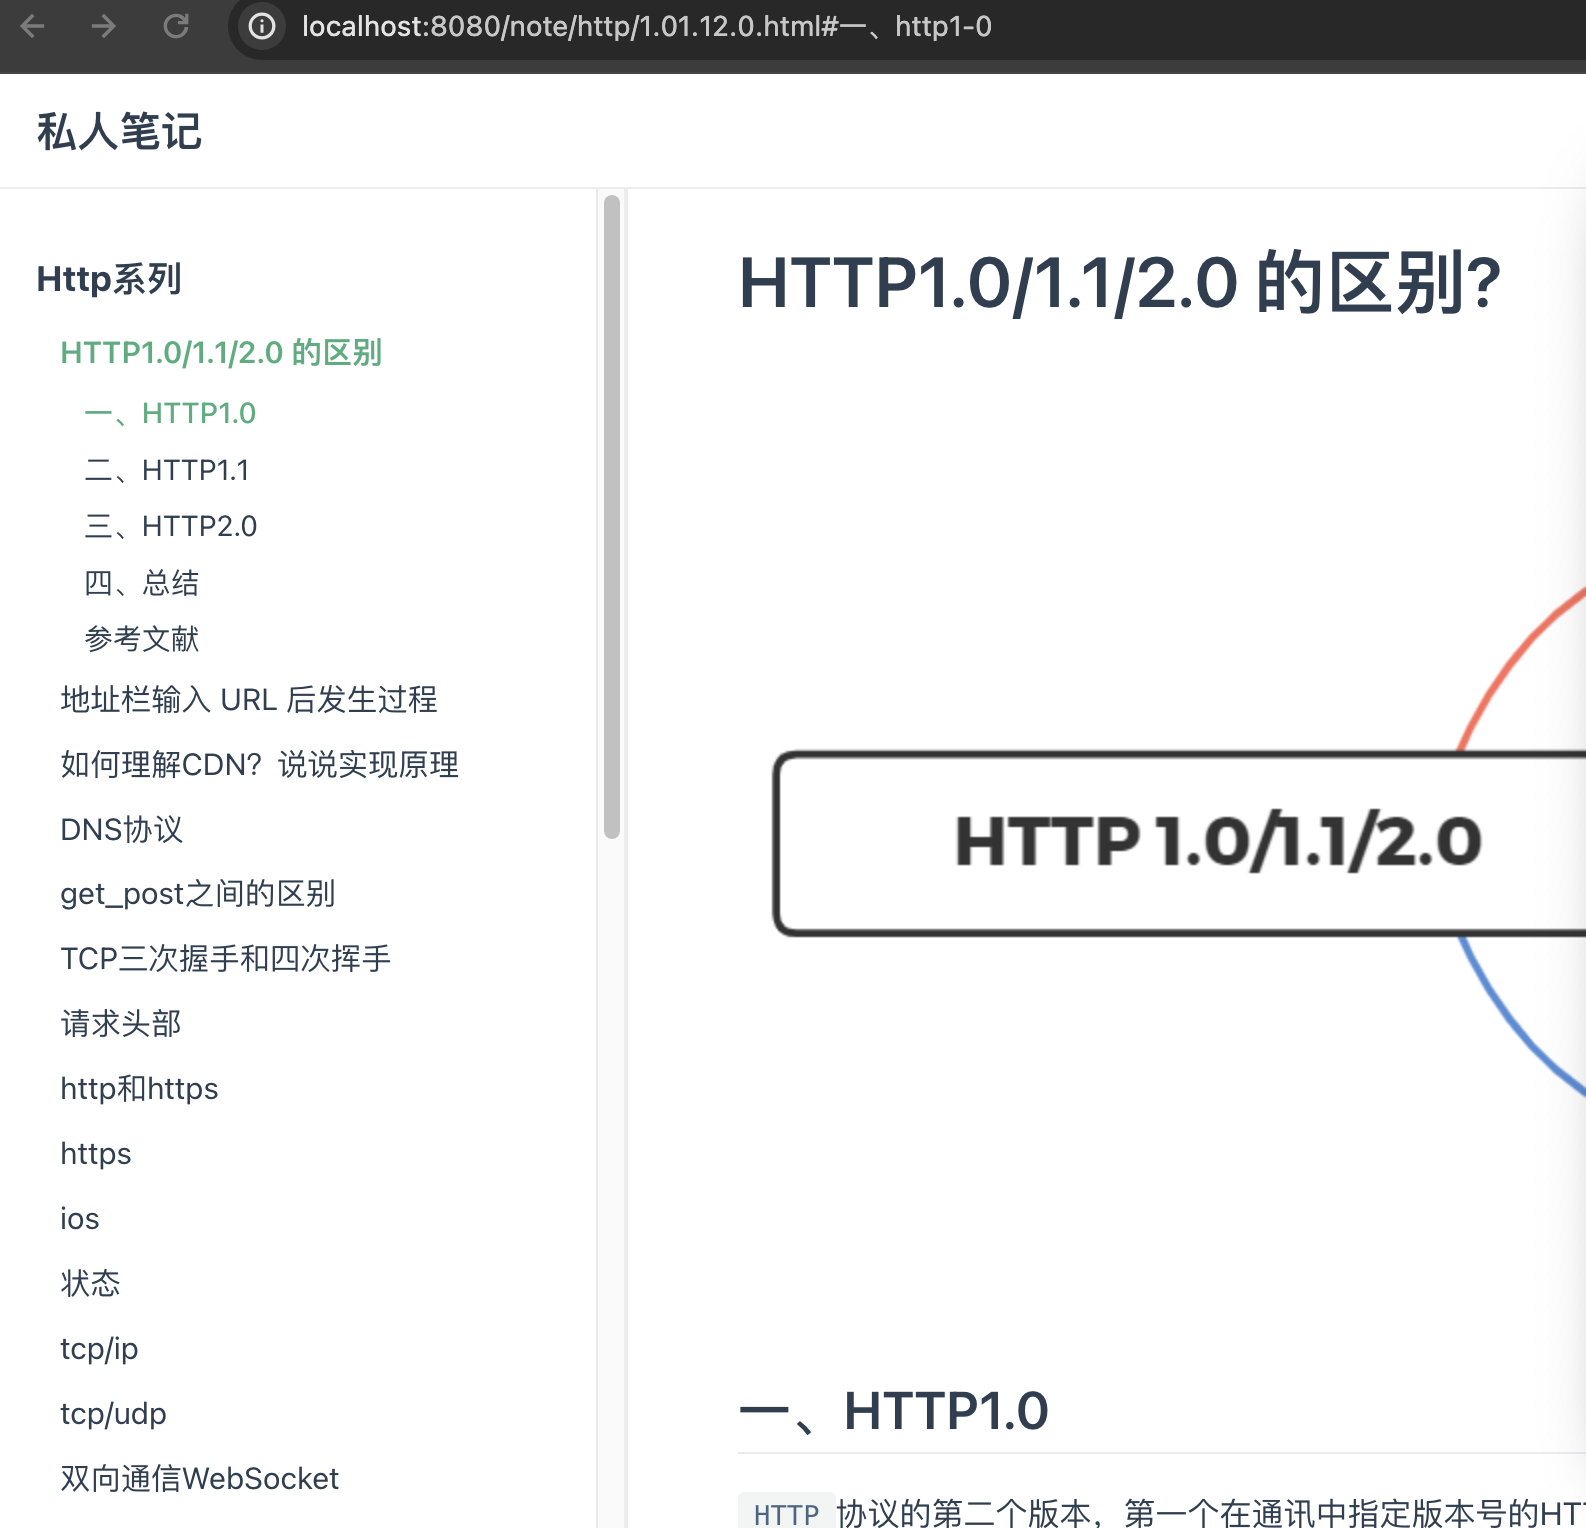 localhost:8080/note/http/1.01.12.0.html#一、http1-0
私人笔记
Http系列
HTTP1.0/1.1/2.0 的区别
一、HTTP1.0
二、HTTP1.1
三、HTTP2.0
四、总结
参考文献
地址栏输入 URL 后发生过程
如何理解CDN？说说实现原理
DNS协议
get_post之间的区别
TCP三次握手和四次挥手
请求头部
http和https
https
ios
状态
tcp/ip
tcp/udp
双向通信WebSocket
HTTP1.0/1.1/2.0 的区别?
HTTP 1.0/1.1/2.0
一、HTTP1.0
HTTP 协议的第二个版本，第一个在通讯中指定版本号的HT